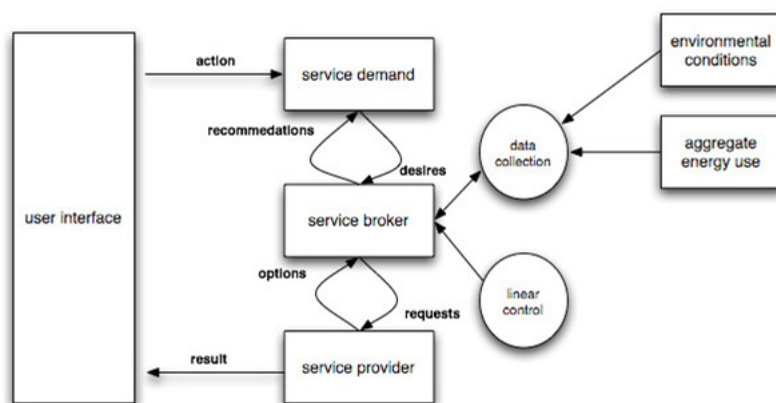 user interface
action
service demand
recommedations
desires
service broker
options
requests
result
service provider
data
collection
linear
control
environmental
conditions
aggregate
energy use